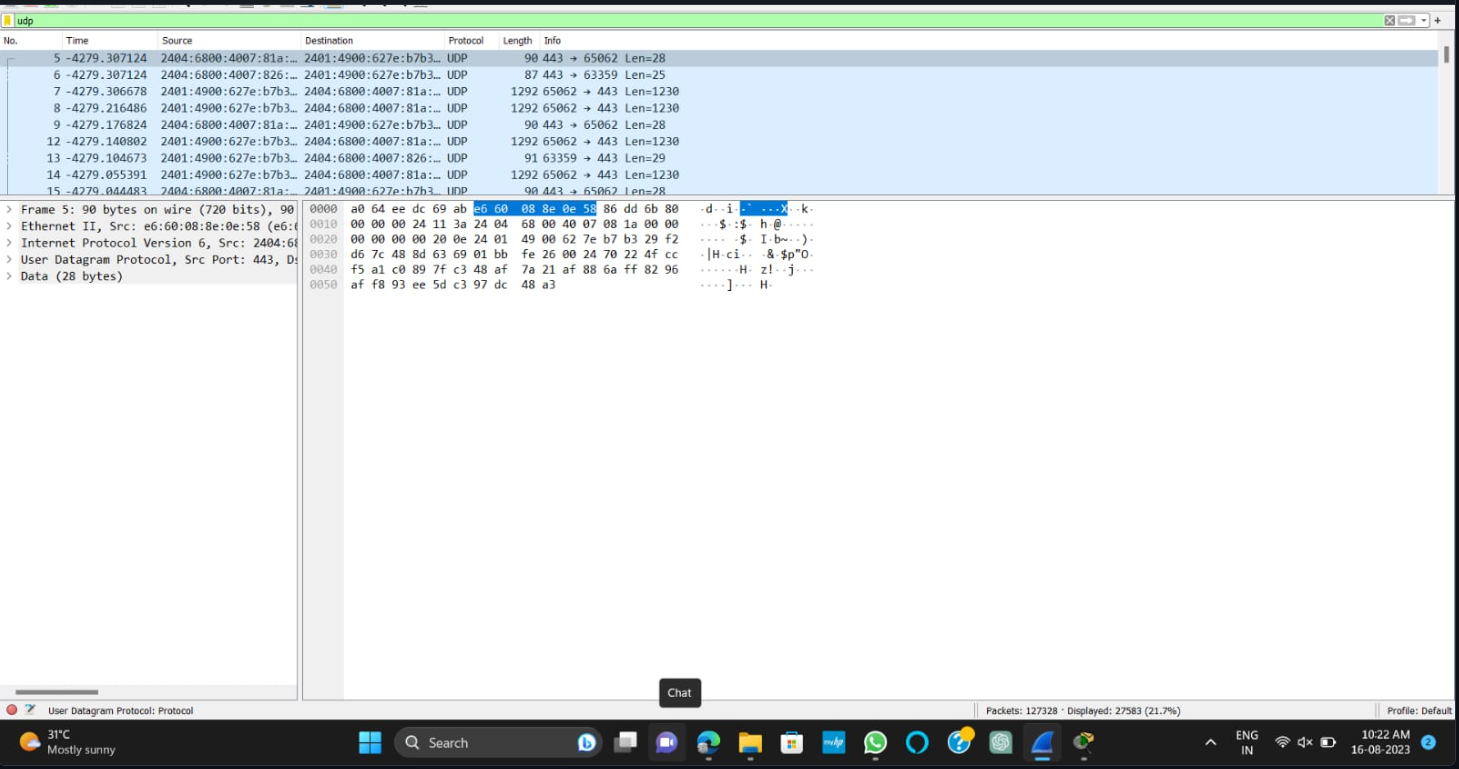 udp
No. Time Source Destination Protocol Length Info
5 -4279.307124 2404:6800:4007:81a:… 2401:4900:627e:b7b3… UDP 90 443 → 65062 Len=28
6 -4279.307124 2404:6800:4007:826:… 2401:4900:627e:b7b3… UDP 87 443 → 63359 Len=25
7 -4279.306678 2401:4900:627e:b7b3… 2404:6800:4007:81a:… UDP 1292 65062 → 443 Len=1230
8 -4279.216486 2401:4900:627e:b7b3… 2404:6800:4007:81a:… UDP 1292 65062 → 443 Len=1230
9 -4279.176824 2404:6800:4007:81a:… 2401:4900:627e:b7b3… UDP 90 443 → 65062 Len=28
12 -4279.140802 2401:4900:627e:b7b3… 2404:6800:4007:81a:… UDP 1292 65062 → 443 Len=1230
13 -4279.104673 2401:4900:627e:b7b3… 2404:6800:4007:826:… UDP 91 63359 → 443 Len=29
14 -4279.055391 2401:4900:627e:b7b3… 2404:6800:4007:81a:… UDP 1292 65062 → 443 Len=1230
15 -4279.044483 2404:6800:4007:81a:… 2401:4900:627e:b7b3… UDP 90 443 → 65062 Len=28
> Frame 5: 90 bytes on wire (720 bits), 90
> Ethernet II, Src: e6:60:08:8e:0e:58 (e6:
> Internet Protocol Version 6, Src: 2404:68
> User Datagram Protocol, Src Port: 443, Ds
> Data (28 bytes)
0000 a0 64 ee dc 69 ab e6 60 08 8e 0e 58 86 dd 6b 80 ·d··i··` ···X··k·
0010 00 00 00 24 11 3a 24 04 68 00 40 07 08 1a 00 00 ···$·:$· h·@·····
0020 00 00 00 00 20 0e 24 01 49 00 62 7e b7 b3 29 f2 ···· ·$· I·b~··)·
0030 d6 7c 48 8d 63 69 01 bb fe 26 00 24 70 22 4f cc ·|H·ci·· ·&·$p"O·
0040 f5 a1 c0 89 7f c3 48 af 7a 21 af 88 6a ff 82 96 ······H· z!··j···
0050 af f8 93 ee 5d c3 97 dc 48 a3 ····]··· H·
Chat
User Datagram Protocol: Protocol Packets: 127328 · Displayed: 27583 (21.7%) Profile: Default
31°C
Mostly sunny
Search
myhp
ENG
IN
10:22 AM
16-08-2023
2